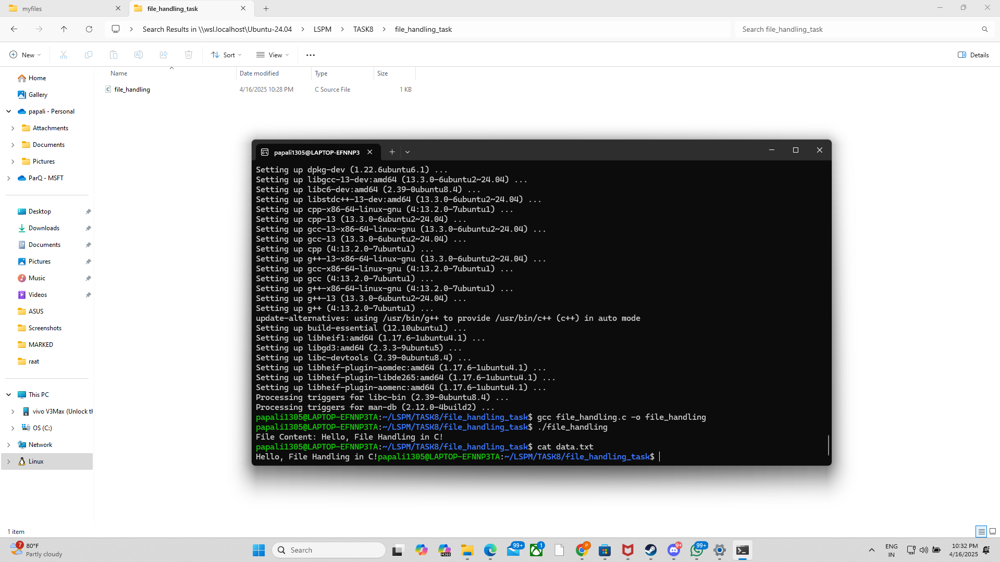 myfiles
file_handling_task
Search Results in \\wsl.localhost\Ubuntu-24.04 > LSPM > TASK8 > file_handling_task
Search file_handling_task
New
Sort
View
Details
Name
Date modified
Type
Size
file_handling
4/16/2025 10:28 PM
C Source File
1 KB
Home
Gallery
papali - Personal
Attachments
Documents
Pictures
ParQ - MSFT
Desktop
Downloads
Documents
Pictures
Music
Videos
ASUS
Screenshots
MARKED
raat
This PC
vivo V3Max (Unlock th
OS (C:)
Network
Linux
1 item
papali1305@LAPTOP-EFNNP3
Setting up dpkg-dev (1.22.6ubuntu6.1) ...
Setting up libgcc-13-dev:amd64 (13.3.0-6ubuntu2~24.04) ...
Setting up libc6-dev:amd64 (2.39-0ubuntu8.4) ...
Setting up libstdc++-13-dev:amd64 (13.3.0-6ubuntu2~24.04) ...
Setting up cpp-x86-64-linux-gnu (4:13.2.0-7ubuntu1) ...
Setting up cpp-13 (13.3.0-6ubuntu2~24.04) ...
Setting up gcc-13-x86-64-linux-gnu (13.3.0-6ubuntu2~24.04) ...
Setting up gcc-13 (13.3.0-6ubuntu2~24.04) ...
Setting up cpp (4:13.2.0-7ubuntu1) ...
Setting up g++-13-x86-64-linux-gnu (13.3.0-6ubuntu2~24.04) ...
Setting up gcc-x86-64-linux-gnu (4:13.2.0-7ubuntu1) ...
Setting up gcc (4:13.2.0-7ubuntu1) ...
Setting up g++-x86-64-linux-gnu (4:13.2.0-7ubuntu1) ...
Setting up g++-13 (13.3.0-6ubuntu2~24.04) ...
Setting up g++ (4:13.2.0-7ubuntu1) ...
update-alternatives: using /usr/bin/g++ to provide /usr/bin/c++ (c++) in auto mode
Setting up build-essential (12.10ubuntu1) ...
Setting up libheif1:amd64 (1.17.6-1ubuntu4.1) ...
Setting up libgd3:amd64 (2.3.3-9ubuntu5) ...
Setting up libc-devtools (2.39-0ubuntu8.4) ...
Setting up libheif-plugin-aomdec:amd64 (1.17.6-1ubuntu4.1) ...
Setting up libheif-plugin-libde265:amd64 (1.17.6-1ubuntu4.1) ...
Setting up libheif-plugin-aomenc:amd64 (1.17.6-1ubuntu4.1) ...
Processing triggers for libc-bin (2.39-0ubuntu8.4) ...
Processing triggers for man-db (2.12.0-4build2) ...
papali1305@LAPTOP-EFNNP3TA:~/LSPM/TASK8/file_handling_task$ gcc file_handling.c -o file_handling
papali1305@LAPTOP-EFNNP3TA:~/LSPM/TASK8/file_handling_task$ ./file_handling
File Content: Hello, File Handling in C!
papali1305@LAPTOP-EFNNP3TA:~/LSPM/TASK8/file_handling_task$ cat data.txt
Hello, File Handling in C!papali1305@LAPTOP-EFNNP3TA:~/LSPM/TASK8/file_handling_task$
7
80°F
Partly cloudy
Search
M365
99+
1
P
9+
99+
ENG
IN
10:32 PM
4/16/2025